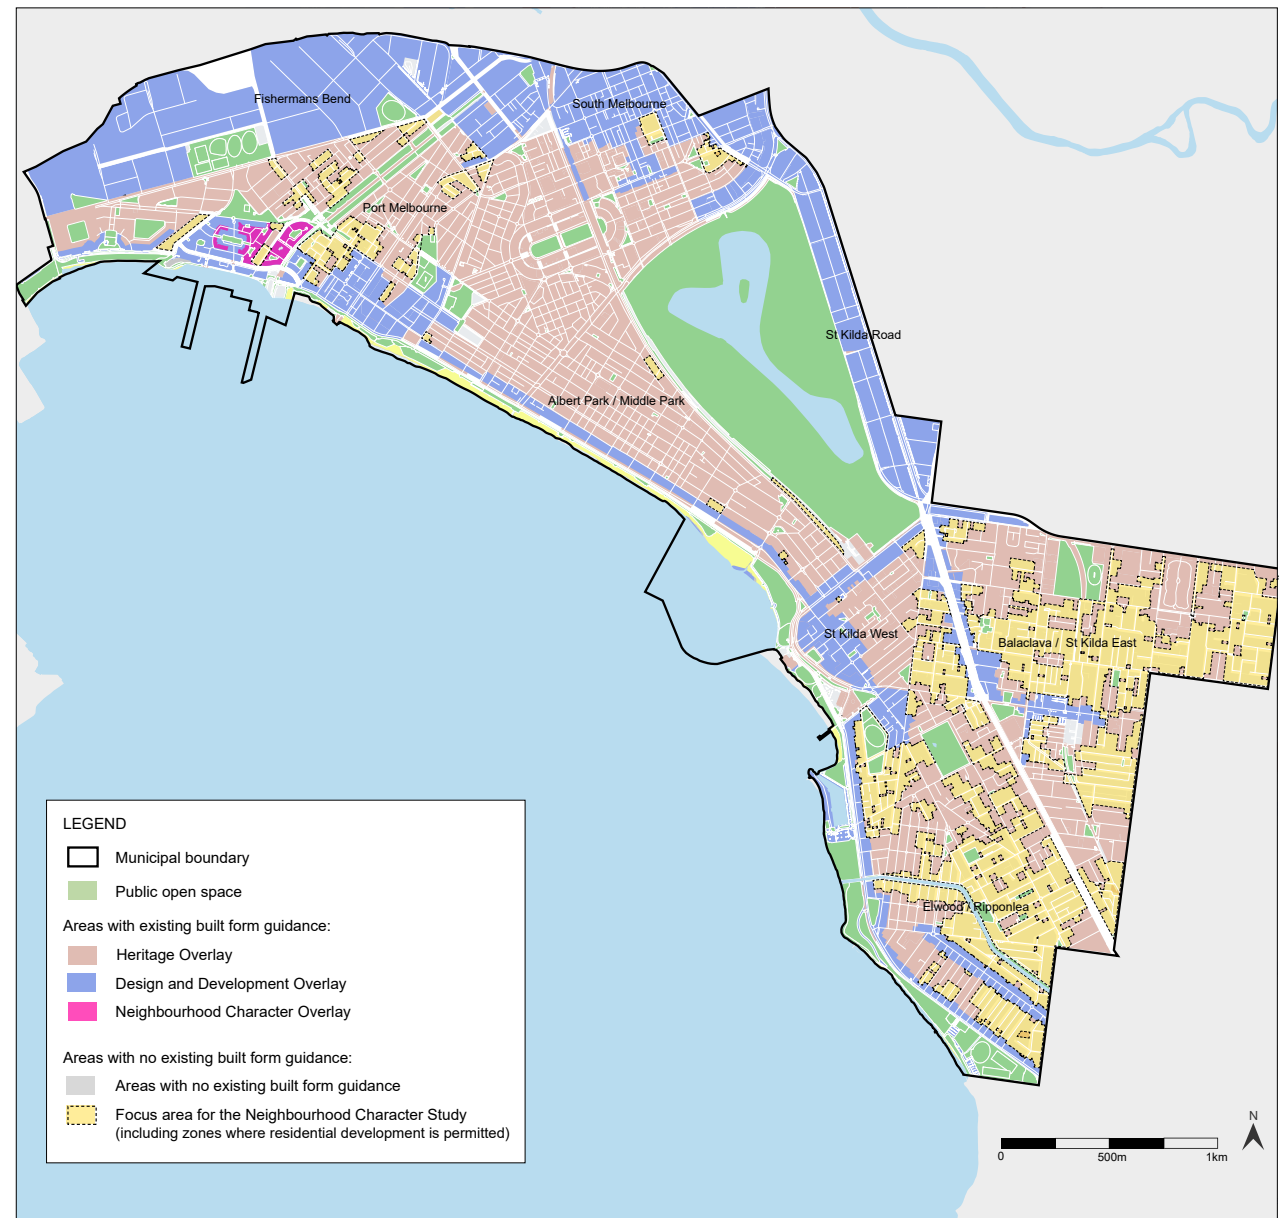 Fishermans Bend
South Melbourne
Port Melbourne
St Kilda Road
Albert Park / Middle Park
St Kilda West
Balaclava / St Kilda East
Elwood / Ripponlea
LEGEND
Municipal boundary
Public open space
Areas with existing built form guidance:
Heritage Overlay
Design and Development Overlay
Neighbourhood Character Overlay
Areas with no existing built form guidance:
Areas with no existing built form guidance
Focus area for the Neighbourhood Character Study
(including zones where residential development is permitted)
N
0 500m 1km